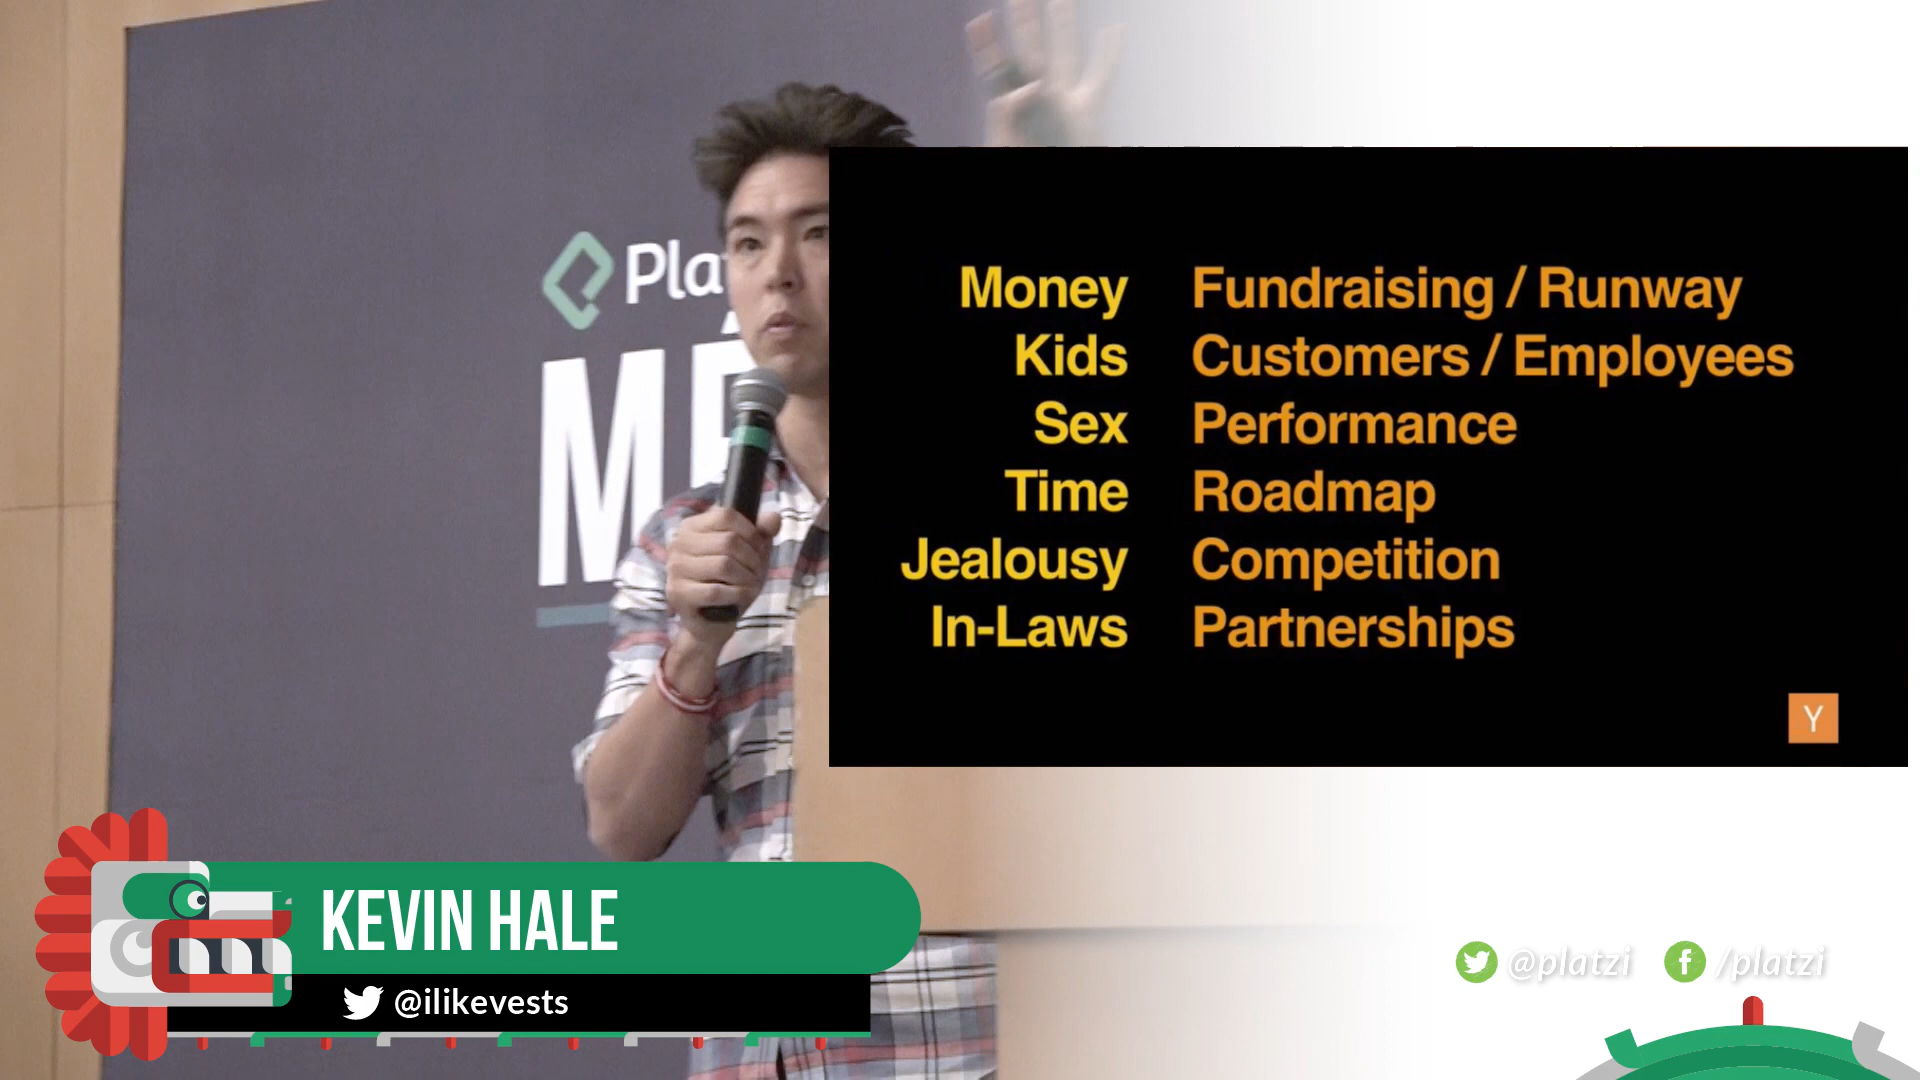 Money Fundraising / Runway
Kids Customers / Employees
Sex Performance
Time Roadmap
Jealousy Competition
In-Laws Partnerships
Y
KEVIN HALE
@ilikevests
@platzi /platzi